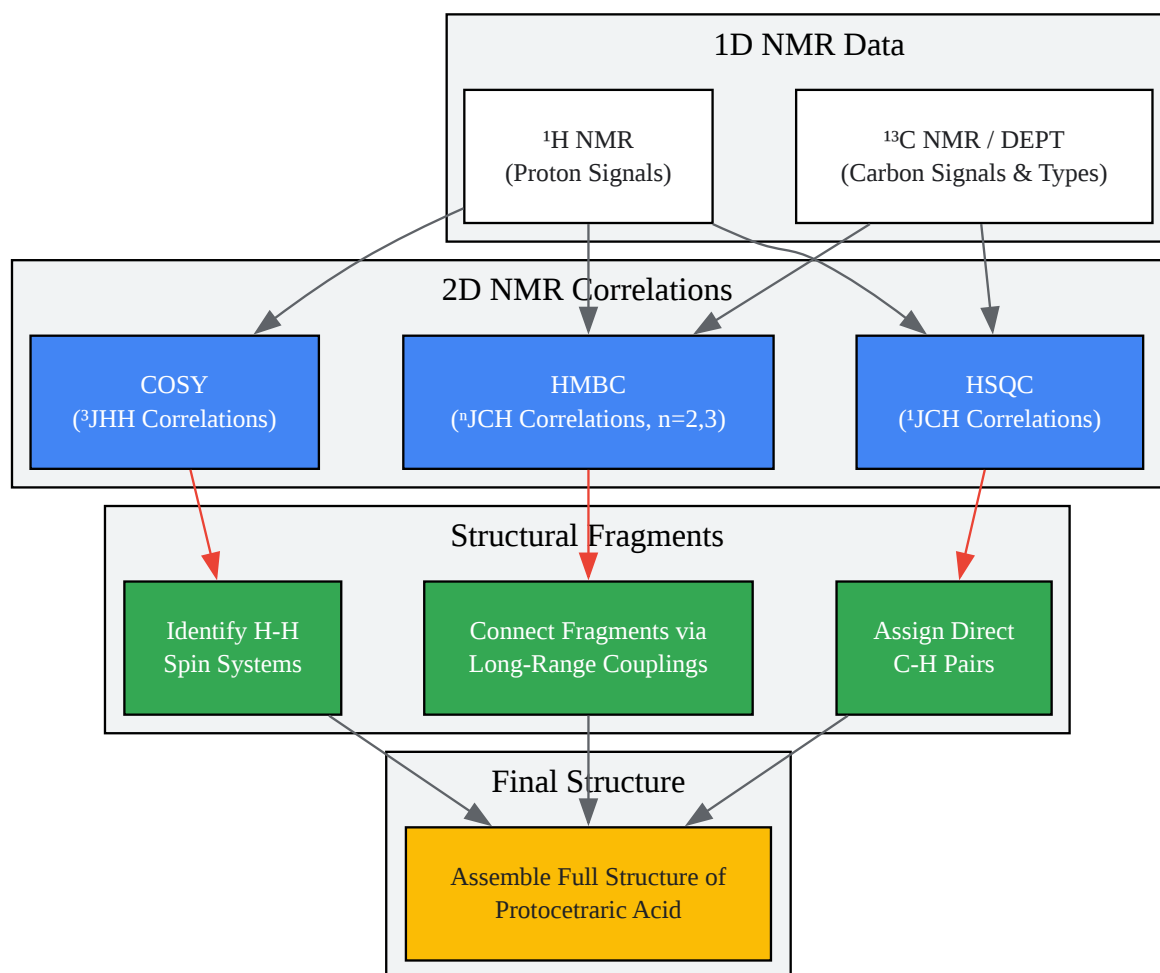 1D NMR Data
¹H NMR
(Proton Signals)
¹³C NMR / DEPT
(Carbon Signals & Types)
2D NMR Correlations
COSY
(³JHH Correlations)
HMBC
(ⁿJCH Correlations, n=2,3)
HSQC
(¹JCH Correlations)
Structural Fragments
Identify H-H
Spin Systems
Connect Fragments via
Long-Range Couplings
Assign Direct
C-H Pairs
Final Structure
Assemble Full Structure of
Protocetraric Acid